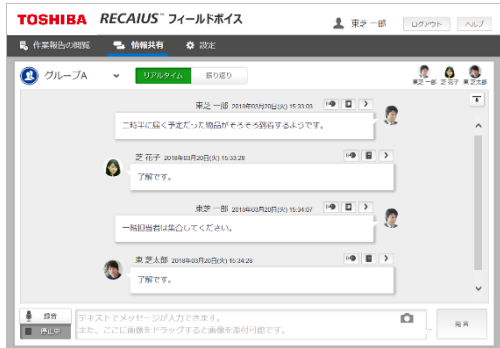 TOSHIBA RECAIUS™ フィールドボイス 東芝 一郎 ログアウト ヘルプ
作業報告の閲覧 情報共有 設定
グループA リアルタイム 振り返り
東芝 一郎 芝 花子 東 芝太郎
東芝 一郎 2018年03月20日(火) 15:33:03
二時半に届く予定だった物品がそろそろ到着するようです。
芝 花子 2018年03月20日(火) 15:33:28
了解です。
東芝 一郎 2018年03月20日(火) 15:34:07
一階担当者は集合してください。
東 芝太郎 2018年03月20日(火) 15:34:28
了解です。
録音
停止中
テキストでメッセージが入力できます。
また、ここに画像をドラッグすると画像を添付可能です。
発言